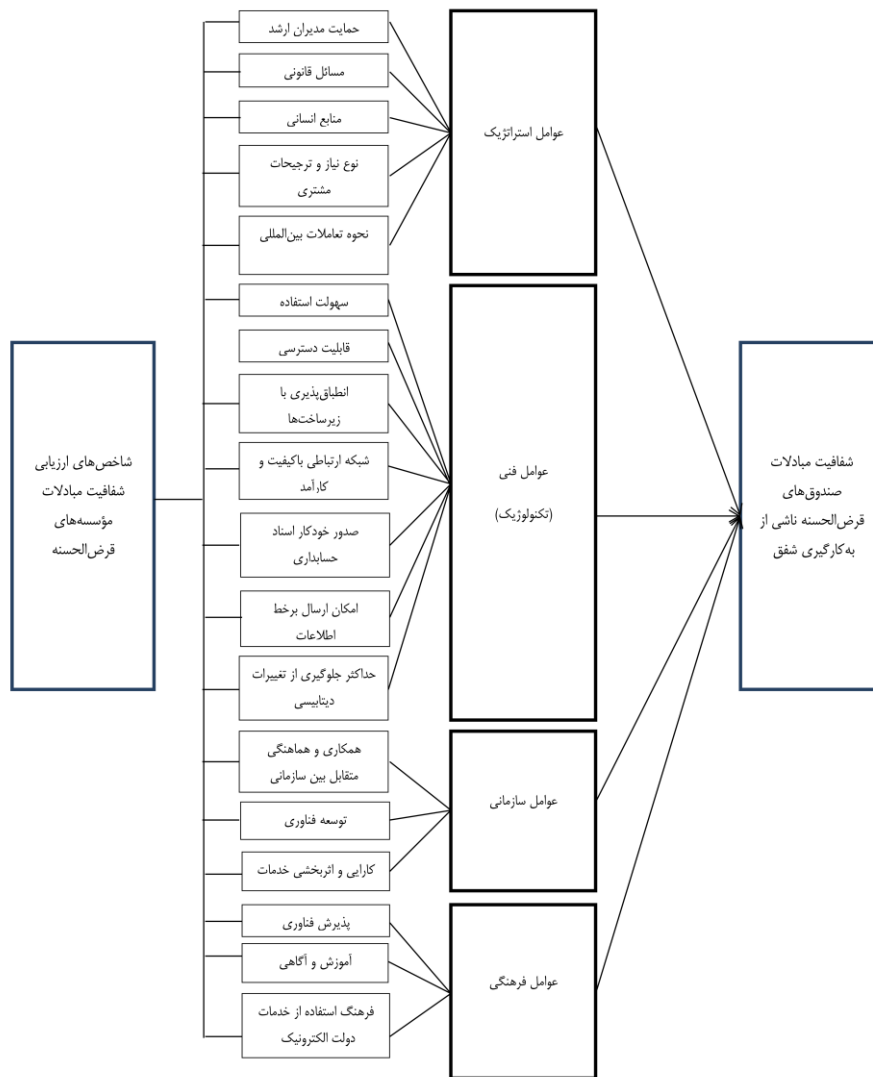 حمایت مدیران ارشد
مسائل قانونی
منابع انسانی
نوع نیاز و ترجیحات
مشتری
نحوه تعاملات بین‌المللی
سهولت استفاده
قابلیت دسترسی
انطباق‌پذیری با
زیرساخت‌ها
شبکه ارتباطی باکیفیت و
کارآمد
صدور خودکار اسناد
حسابداری
امکان ارسال برخط
اطلاعات
حداکثر جلوگیری از تغییرات
دیتابیسی
همکاری و هماهنگی
متقابل بین سازمانی
توسعه فناوری
کارایی و اثربخشی خدمات
پذیرش فناوری
آموزش و آگاهی
فرهنگ استفاده از خدمات
دولت الکترونیک
عوامل استراتژیک
عوامل فنی
(تکنولوژیک)
عوامل سازمانی
عوامل فرهنگی
شاخص‌های ارزیابی
شفافیت مبادلات
مؤسسه‌های
قرض‌الحسنه
شفافیت مبادلات
صندوق‌های
قرض‌الحسنه ناشی از
به‌کارگیری شفق